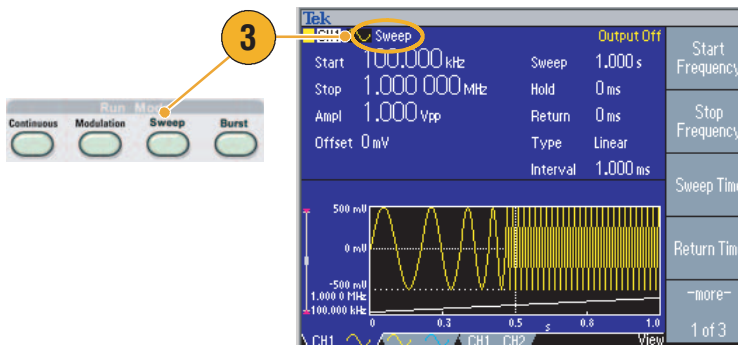 Tek
CH1 Sweep Output Off
3
Start 100.000 kHz Sweep 1.000 s
Stop 1.000 000 MHz Hold 0 ms
Ampl 1.000 Vpp Return 0 ms
Offset 0 mV Type Linear
Interval 1.000 ms
Start
Frequency
Stop
Frequency
Sweep Time
Return Tim
-more-
1 of 3
Run Mode
Continuous Modulation Sweep Burst
500 mV
0 mV
-500 mV
1.000 0 MHz
100.000 kHz
0 0.3 0.5 s 0.8 1.0
CH1 CH1 CH2 View